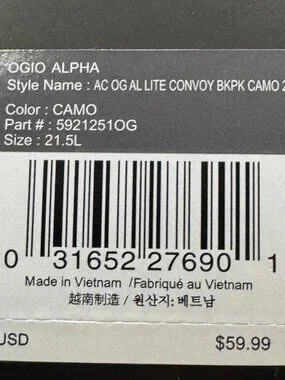 OGIO ALPHA
Style Name : AC OG AL LITE CONVOY BKPK CAMO 2
Color : CAMO
Part # : 5921251OG
Size : 21.5L
0 31652 27690 1
Made in Vietnam /Fabriqué au Vietnam
越南制造 / 원산지: 베트남
USD $59.99